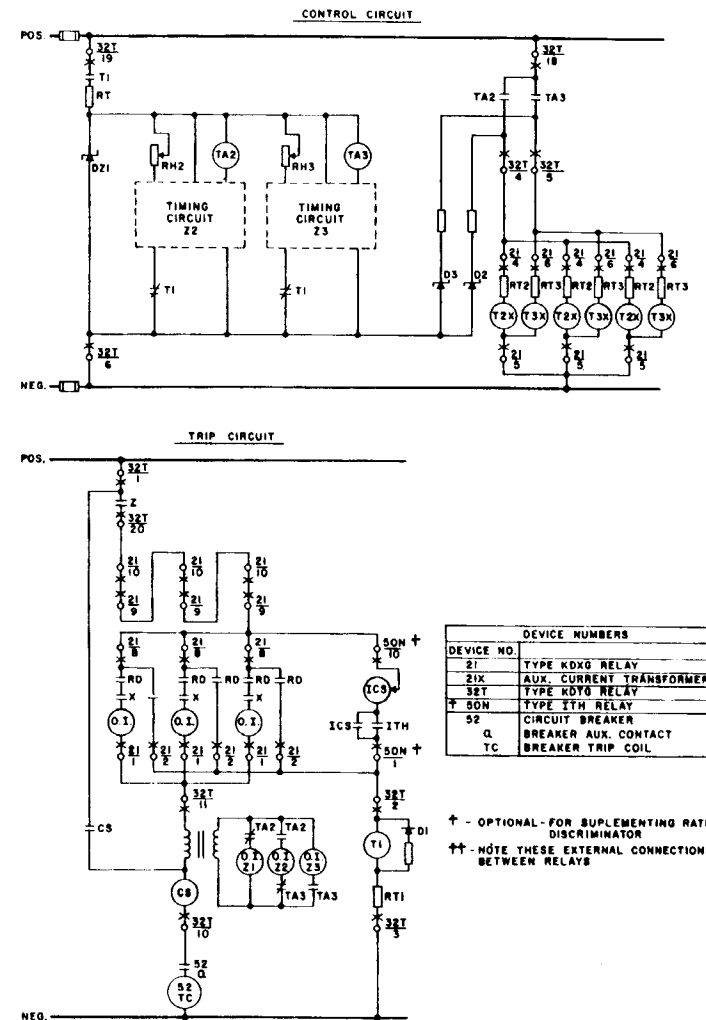 CONTROL CIRCUIT
POS.
32T
19
T1
RT
DZ1
RH2
TA2
RH3
TA3
TIMING
CIRCUIT
Z2
TIMING
CIRCUIT
Z3
T1
T1
32T
6
NEG.
32T
18
TA2
TA3
32T
4
32T
5
D3
D2
21
4
21
6
21
4
21
6
21
4
21
6
RT2
RT3
RT2
RT3
RT2
RT3
T2X
T3X
T2X
T3X
T2X
T3X
21
5
21
5
21
5
TRIP CIRCUIT
POS.
32T
1
Z
32T
20
21
10
21
10
21
10
21
9
21
9
21
9
21
8
21
8
21
8
50N †
10
RD
RD
RD
RD
RD
X
X
X
ICS
O.I.
O.I.
O.I.
ICS
ITH
21
1
21
2
21
1
21
2
21
1
21
2
50N †
1
32T
11
32T
2
CS
TA2
TA2
O.I.
Z1
O.I.
Z2
O.I.
Z3
TA3
TA3
T1
D1
CS
RT1
32T
10
32T
3
52
a
52
TC
NEG.
DEVICE NUMBERS
DEVICE NO.
21 TYPE KDXG RELAY
21X AUX. CURRENT TRANSFORMER
32T TYPE KDTG RELAY
† 50N TYPE ITH RELAY
52 CIRCUIT BREAKER
a BREAKER AUX. CONTACT
TC BREAKER TRIP COIL
† - OPTIONAL - FOR SUPLEMENTING RATI
DISCRIMINATOR
†† - NOTE THESE EXTERNAL CONNECTION
BETWEEN RELAYS